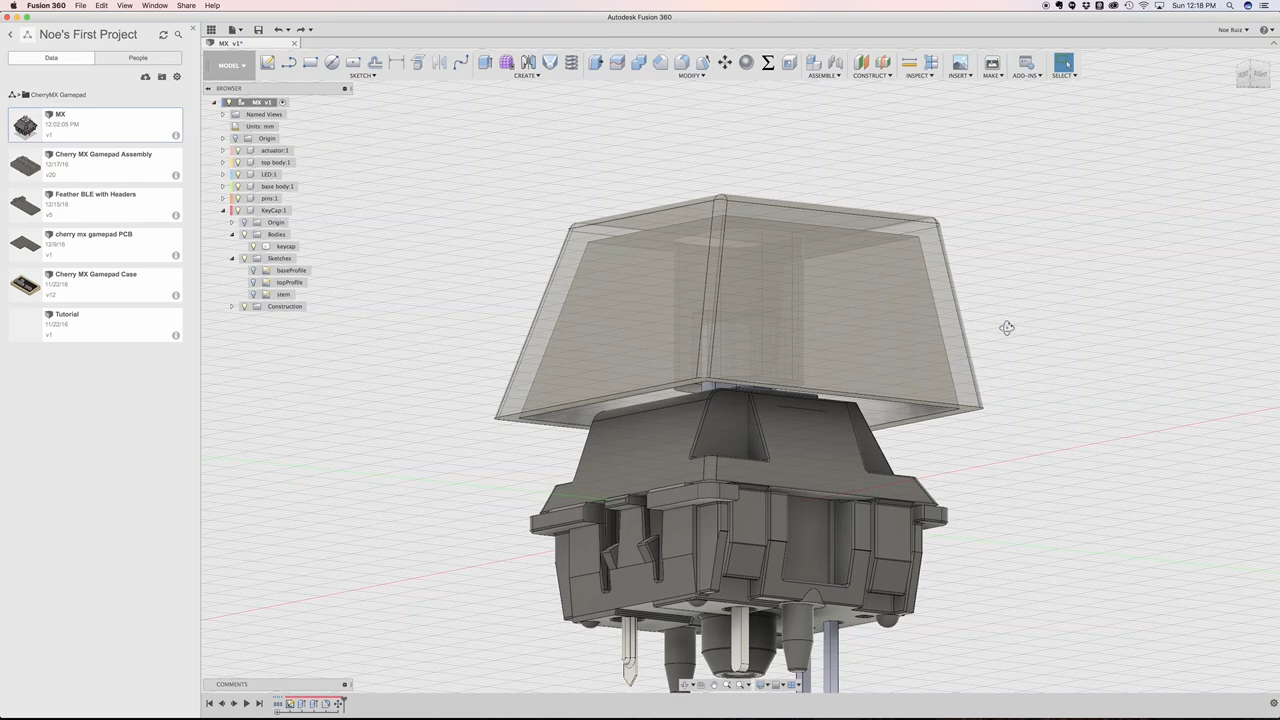 Fusion 360 File Edit View Window Share Help
Sun 12:18 PM
Autodesk Fusion 360
Noe's First Project
Noe Ruiz
Data People
MX v1*
MODEL
SKETCH CREATE MODIFY ASSEMBLE CONSTRUCT INSPECT INSERT MAKE ADD-INS SELECT
BROWSER
CherryMX Gamepad
MX
12:02:05 PM
v1
Cherry MX Gamepad Assembly
12/17/16
v20
Feather BLE with Headers
12/15/16
v5
cherry mx gamepad PCB
12/9/16
v1
Cherry MX Gamepad Case
11/22/16
v12
Tutorial
11/22/16
v1
MX v1
Named Views
Units: mm
Origin
actuator:1
top body:1
LED:1
base body:1
pins:1
KeyCap:1
Origin
Bodies
keycap
Sketches
baseProfile
topProfile
stem
Construction
COMMENTS